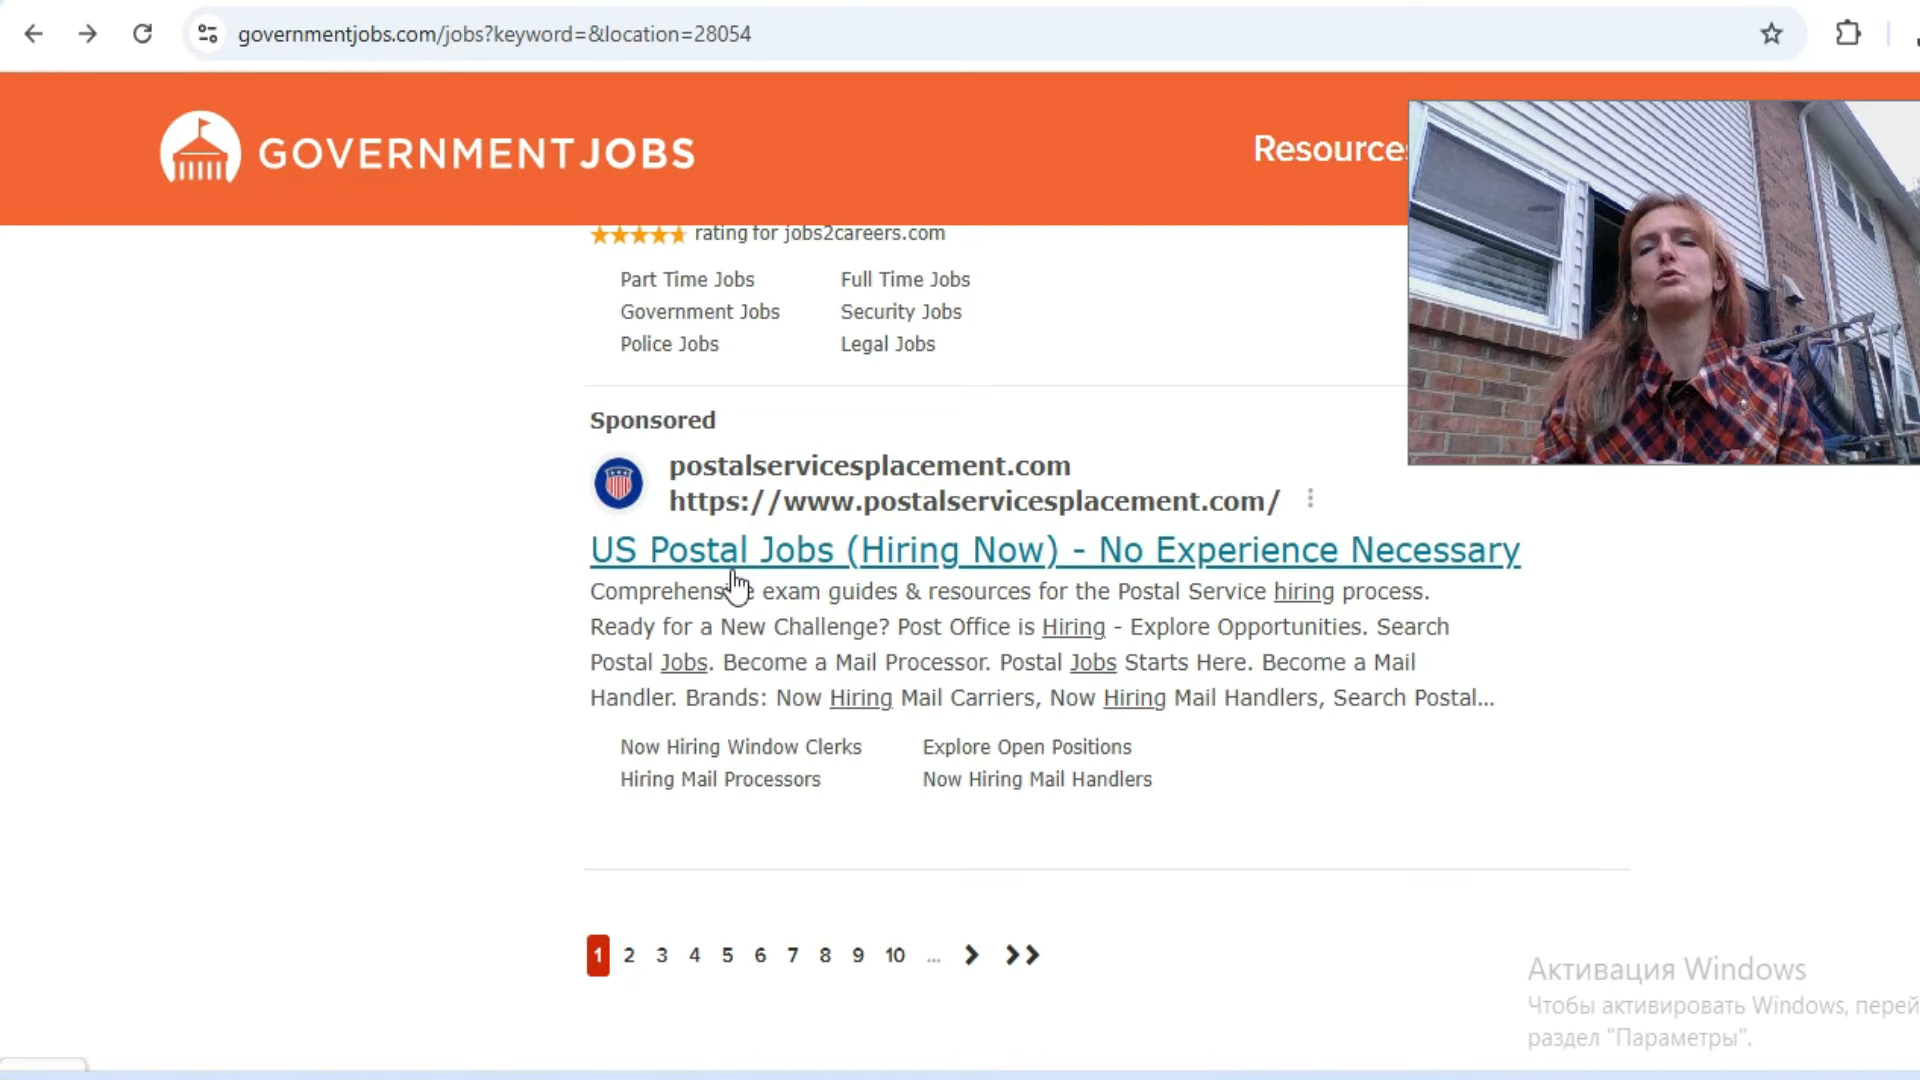 governmentjobs.com/jobs?keyword=&location=28054
GOVERNMENTJOBS
Resources
rating for jobs2careers.com
Part Time Jobs
Full Time Jobs
Government Jobs
Security Jobs
Police Jobs
Legal Jobs
Sponsored
postalservicesplacement.com
https://www.postalservicesplacement.com/
US Postal Jobs (Hiring Now) - No Experience Necessary
Comprehensive exam guides & resources for the Postal Service hiring process.
Ready for a New Challenge? Post Office is Hiring - Explore Opportunities. Search
Postal Jobs. Become a Mail Processor. Postal Jobs Starts Here. Become a Mail
Handler. Brands: Now Hiring Mail Carriers, Now Hiring Mail Handlers, Search Postal...
Now Hiring Window Clerks
Explore Open Positions
Hiring Mail Processors
Now Hiring Mail Handlers
1 2 3 4 5 6 7 8 9 10 ...
Активация Windows
Чтобы активировать Windows, перей
раздел "Параметры".